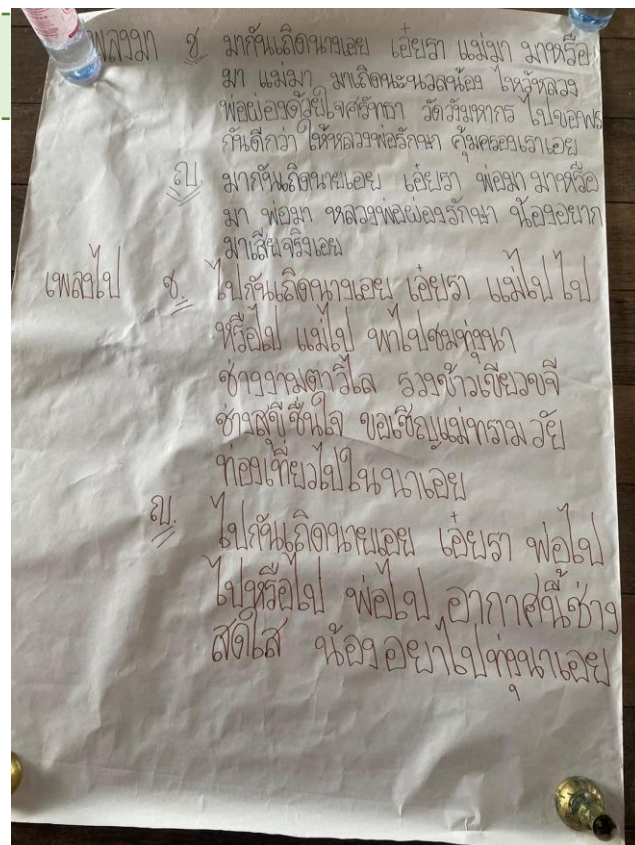 เพลงมา ช. มากันเถิดนางเอย เอ๋ยรา แม่มา มาหรือ
มา แม่มา มาเถิดนะนวลน้อง ไหว้หลวง
พ่อผ่องด้วยใจศรัทธา วัดวังมหากร ไปขอพร
กันดีกว่า ให้หลวงพ่อรักษา คุ้มครองเราเอย
ญ. มากันเถิดนายเอย เอ๋ยรา พ่อมา มาหรือ
มา พ่อมา หลวงพ่อผ่องรักษา น้องอยาก
มาเสียจริงเอย
เพลงไป ช. ไปกันเถิดนางเอย เอ๋ยรา แม่ไป ไป
หรือไป แม่ไป พาไปชมทุ่งนา
ช่างงามตาวิไล รวงข้าวเขียวขจี
ช่างสุขีชื่นใจ ขอเชิญแม่ทรามวัย
ท่องเที่ยวไปในนาเอย
ญ. ไปกันเถิดนายเอย เอ๋ยรา พ่อไป
ไปหรือไป พ่อไป อากาศนี้ช่าง
สดใส น้องอยาไปทุ่งนาเอย